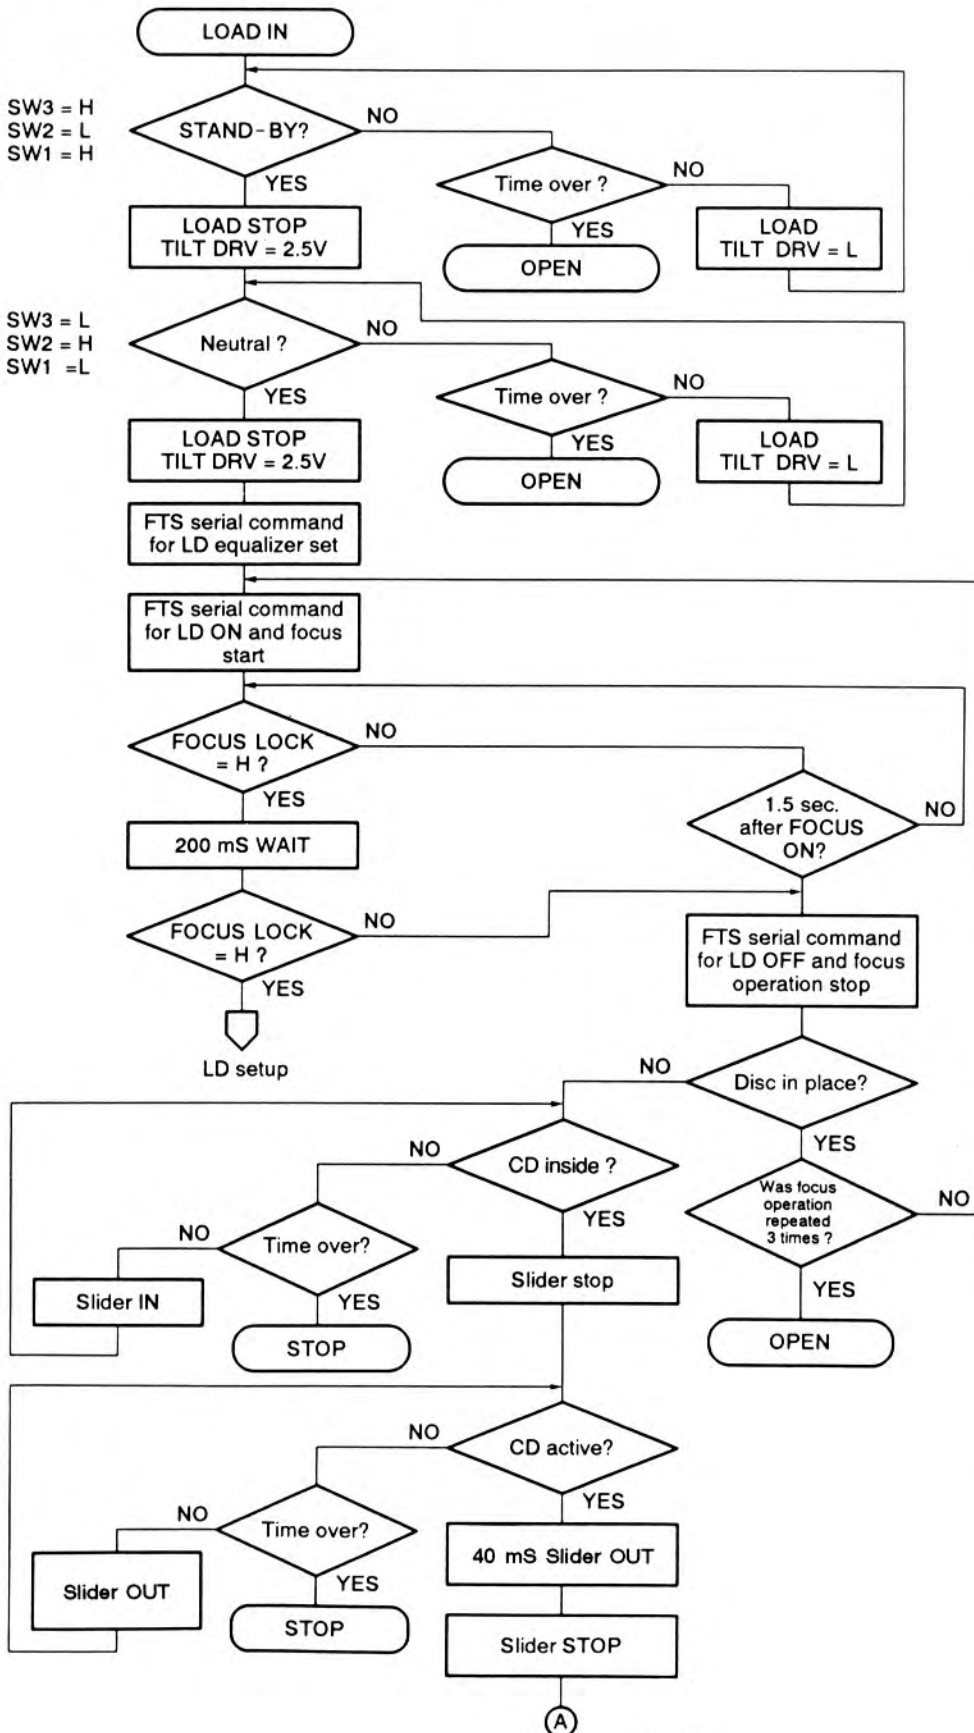 LOAD IN
SW3 = H
SW2 = L
SW1 = H
STAND-BY?
NO
YES
Time over ?
NO
YES
LOAD STOP
TILT DRV = 2.5V
OPEN
LOAD
TILT DRV = L
SW3 = L
SW2 = H
SW1 =L
Neutral ?
NO
YES
Time over ?
NO
YES
LOAD STOP
TILT DRV = 2.5V
OPEN
LOAD
TILT DRV = L
FTS serial command
for LD equalizer set
FTS serial command
for LD ON and focus
start
FOCUS LOCK
= H ?
NO
YES
1.5 sec.
after FOCUS
ON?
NO
200 mS WAIT
FOCUS LOCK
= H ?
NO
YES
FTS serial command
for LD OFF and focus
operation stop
LD setup
Disc in place?
NO
YES
CD inside ?
NO
YES
Was focus
operation
repeated
3 times ?
NO
YES
Time over?
NO
YES
Slider IN
Slider stop
STOP
OPEN
CD active?
NO
YES
Time over?
NO
YES
40 mS Slider OUT
Slider OUT
STOP
Slider STOP
A